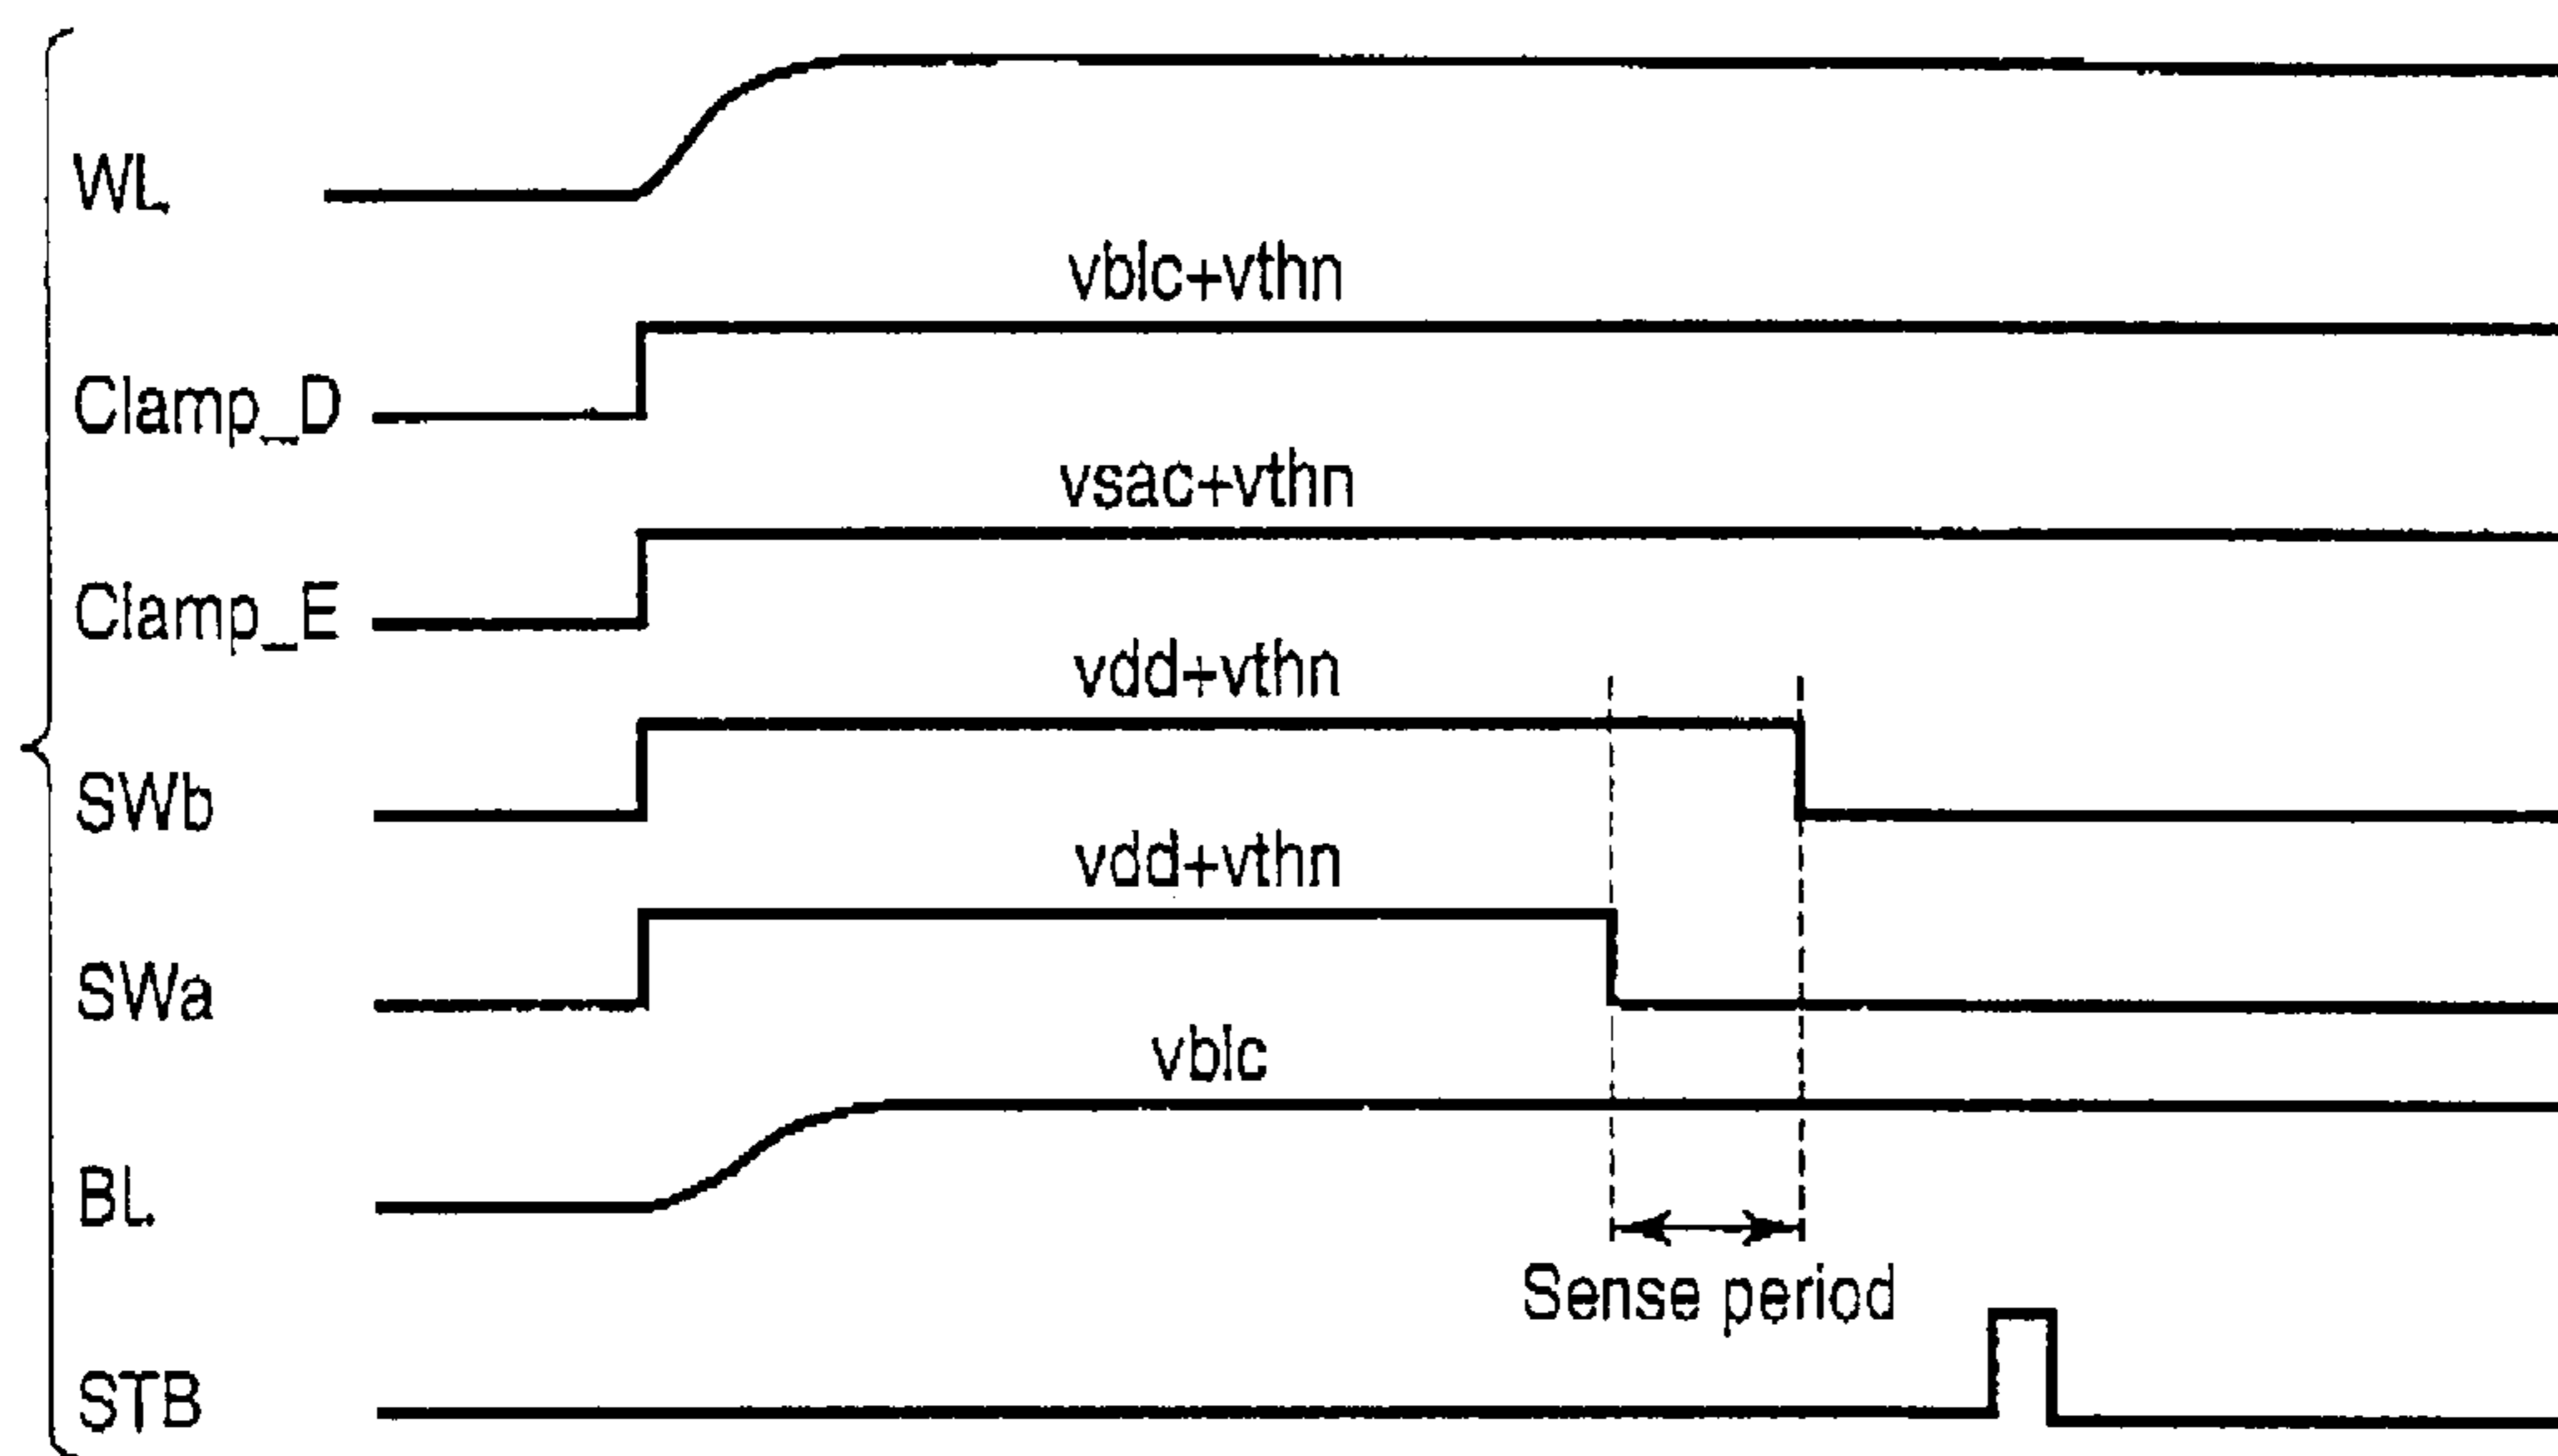 WL
vblc+vthn
Clamp_D
vsac+vthn
Clamp_E
vdd+vthn
SWb
vdd+vthn
SWa
vblc
BL
Sense period
STB